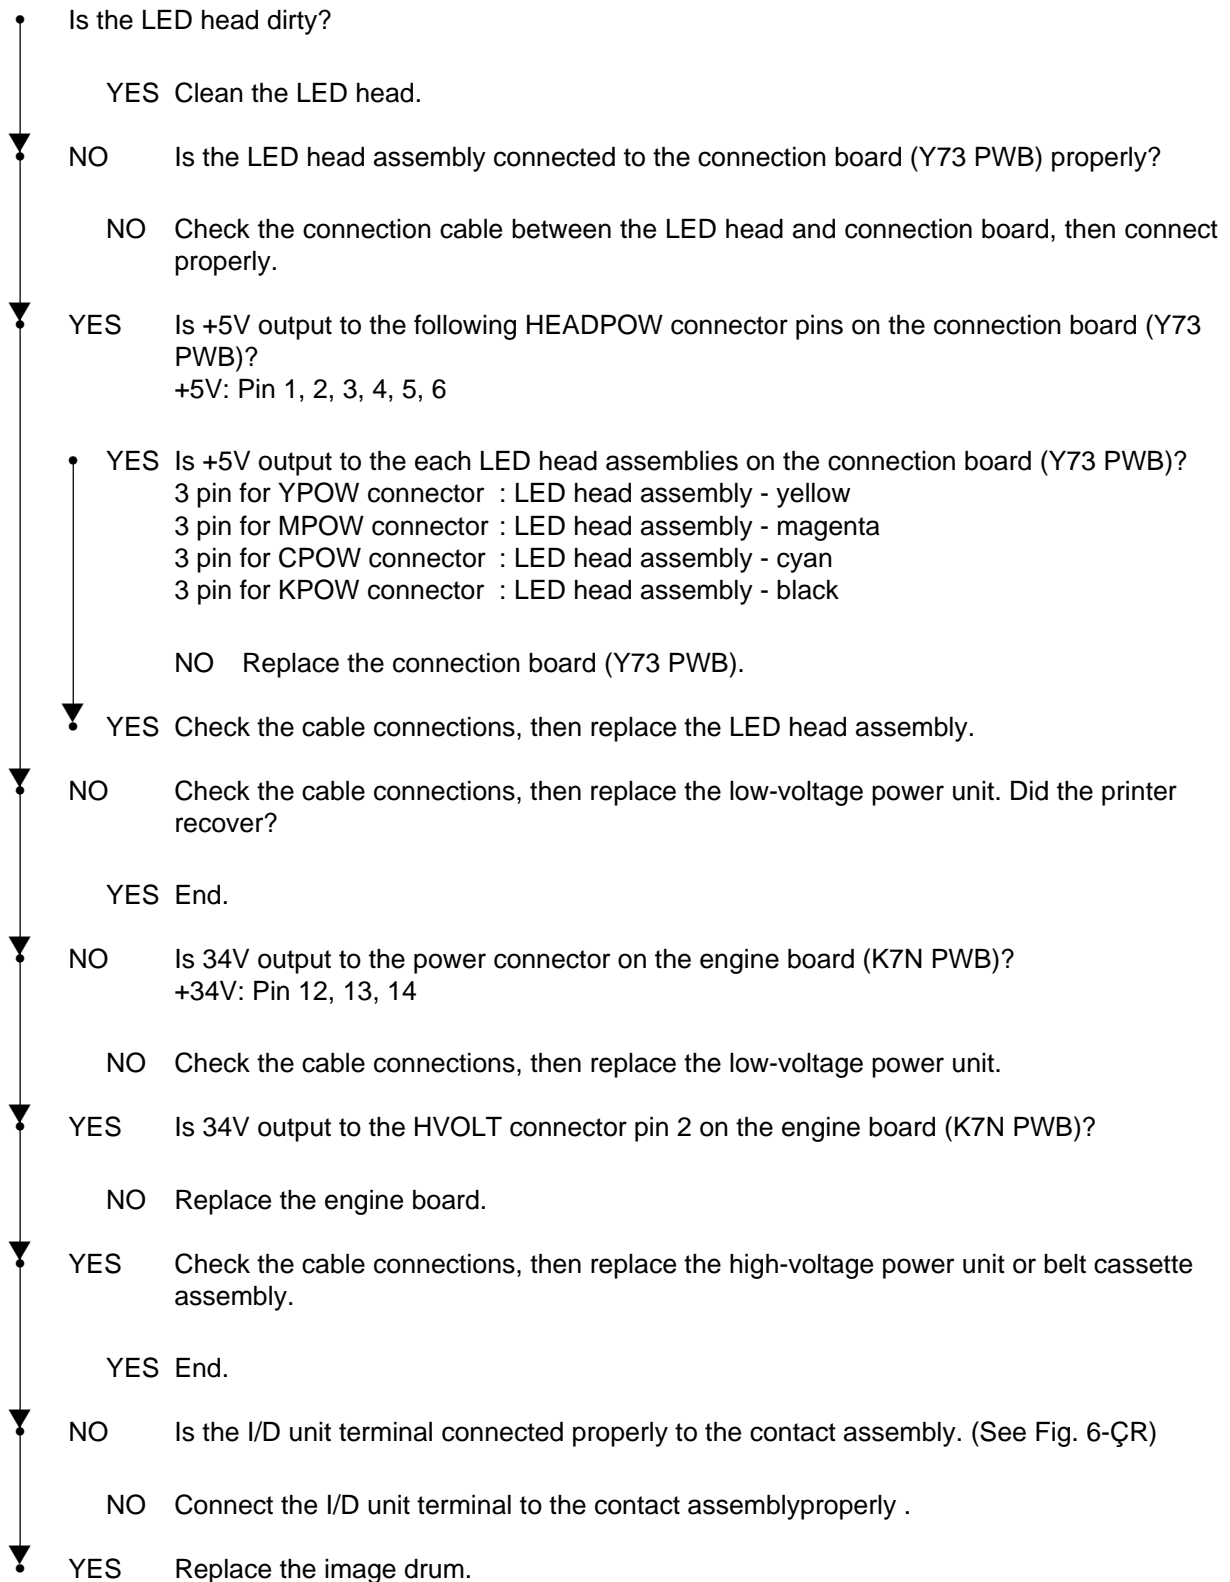 Is the LED head dirty?
YES Clean the LED head.
NO Is the LED head assembly connected to the connection board (Y73 PWB) properly?
NO Check the connection cable between the LED head and connection board, then connect
properly.
YES Is +5V output to the following HEADPOW connector pins on the connection board (Y73
PWB)?
+5V: Pin 1, 2, 3, 4, 5, 6
YES Is +5V output to the each LED head assemblies on the connection board (Y73 PWB)?
3 pin for YPOW connector : LED head assembly - yellow
3 pin for MPOW connector : LED head assembly - magenta
3 pin for CPOW connector : LED head assembly - cyan
3 pin for KPOW connector : LED head assembly - black
NO Replace the connection board (Y73 PWB).
YES Check the cable connections, then replace the LED head assembly.
NO Check the cable connections, then replace the low-voltage power unit. Did the printer
recover?
YES End.
NO Is 34V output to the power connector on the engine board (K7N PWB)?
+34V: Pin 12, 13, 14
NO Check the cable connections, then replace the low-voltage power unit.
YES Is 34V output to the HVOLT connector pin 2 on the engine board (K7N PWB)?
NO Replace the engine board.
YES Check the cable connections, then replace the high-voltage power unit or belt cassette
assembly.
YES End.
NO Is the I/D unit terminal connected properly to the contact assembly. (See Fig. 6-ÇR)
NO Connect the I/D unit terminal to the contact assemblyproperly .
YES Replace the image drum.